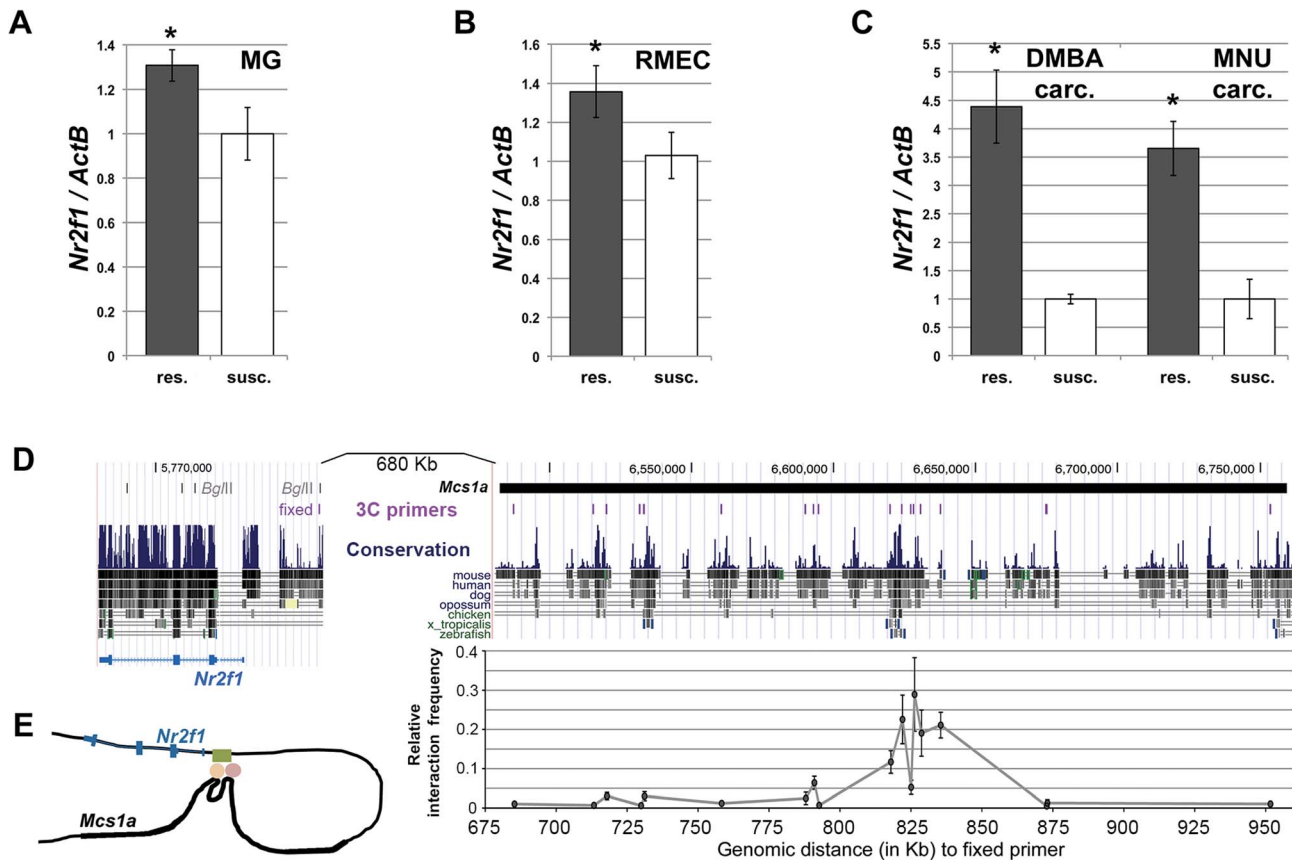 A
Nr2f1 / ActB
MG
*
1.4
1.2
1
0.8
0.6
0.4
0.2
0
res.
susc.
B
Nr2f1 / ActB
RMEC
*
1.6
1.4
1.2
1
0.8
0.6
0.4
0.2
0
res.
susc.
C
Nr2f1 / ActB
DMBA
carc.
MNU
carc.
*
*
5.5
5
4.5
4
3.5
3
2.5
2
1.5
1
0.5
0
res.
susc.
res.
susc.
D
5,770,000
BglII
BglII
fixed
680 Kb
6,550,000
6,600,000
6,650,000
6,700,000
6,750,000
Mcs1a
3C primers
Conservation
mouse
human
dog
opossum
chicken
x_tropicalis
zebrafish
Nr2f1
Relative
interaction frequency
0.4
0.3
0.2
0.1
0
675
700
725
750
775
800
825
850
875
900
925
950
Genomic distance (in Kb) to fixed primer
E
Nr2f1
Mcs1a